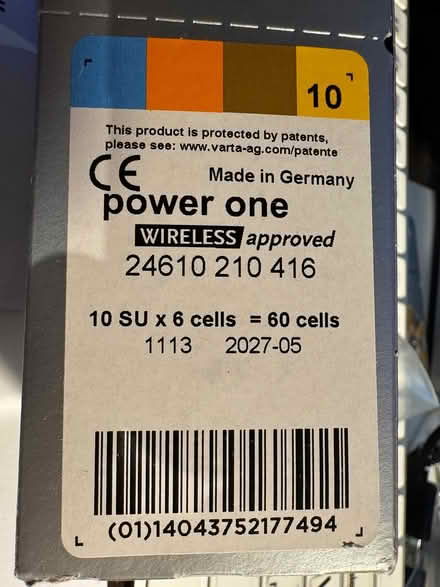 10
This product is protected by patents,
please see: www.varta-ag.com/patente
CE Made in Germany
power one
WIRELESS approved
24610 210 416
10 SU x 6 cells = 60 cells
1113 2027-05
(01)14043752177494